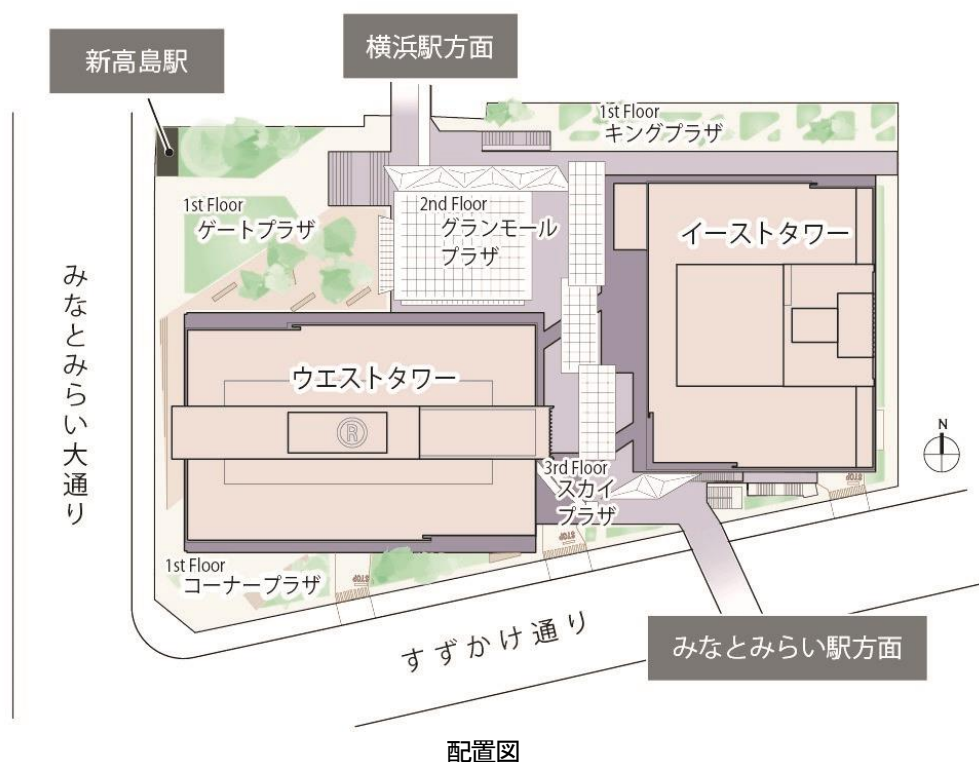 新高島駅
横浜駅方面
1st Floor
キングプラザ
1st Floor
ゲートプラザ
2nd Floor
グランモール
プラザ
イーストタワー
みなとみらい大通り
ウエストタワー
R
N
3rd Floor
スカイ
プラザ
1st Floor
コーナープラザ
STOP
STOP
STOP
すずかけ通り
みなとみらい駅方面
配置図